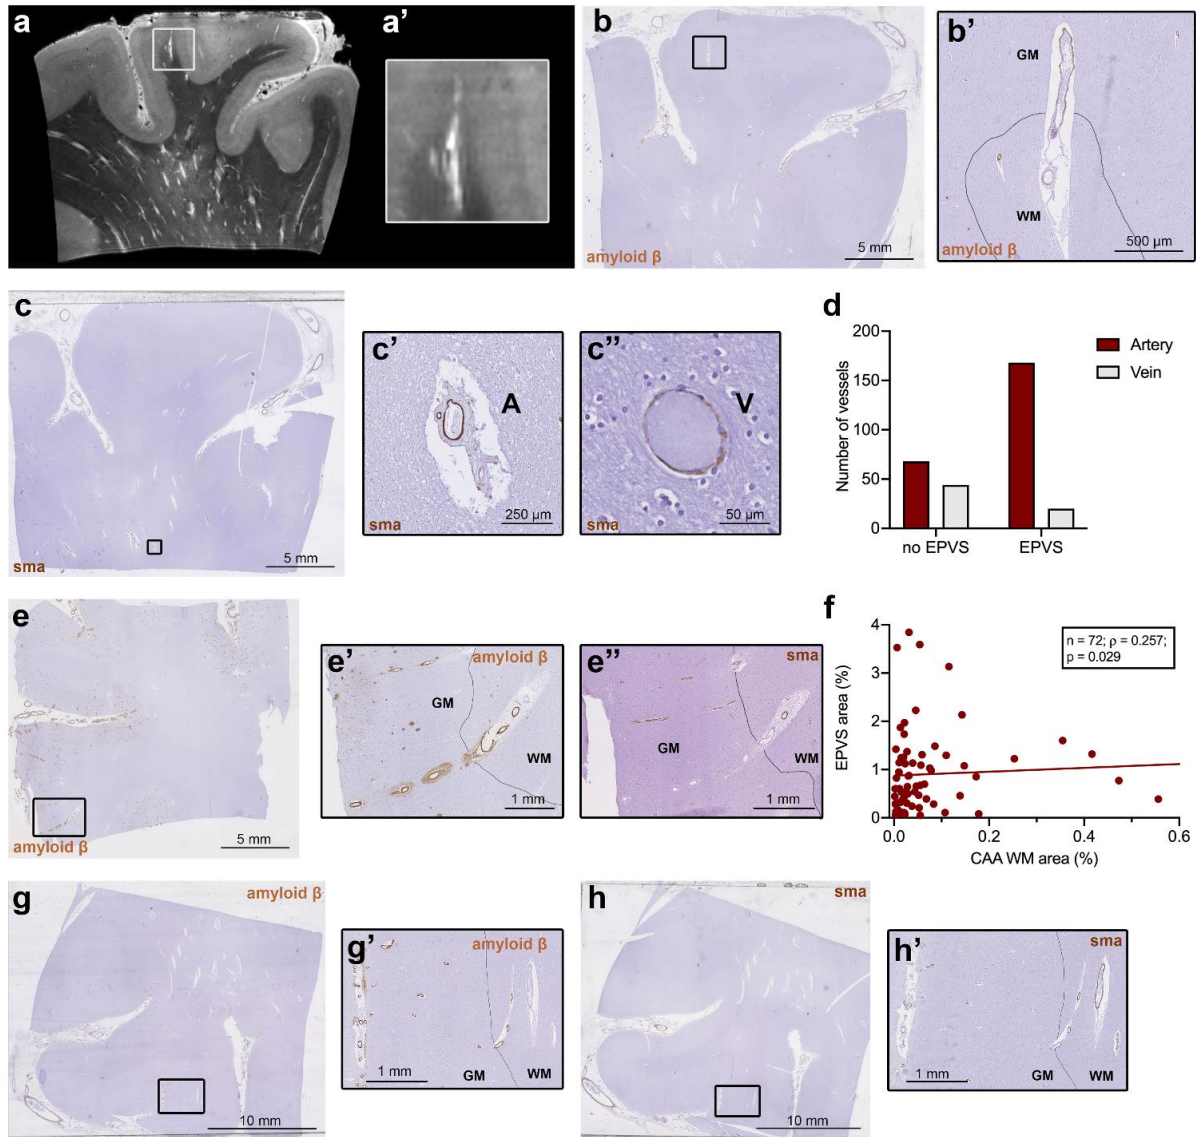 a
a’
b
amyloid β
5 mm
b’
GM
WM
amyloid β
500 µm
c
sma
5 mm
c’
A
sma
250 µm
c”
V
sma
50 µm
d
200
150
100
50
0
Number of vessels
no EPVS
EPVS
Artery
Vein
e
amyloid β
5 mm
e’
amyloid β
GM
WM
1 mm
e”
sma
GM
WM
1 mm
f
n = 72; ρ = 0.257;
p = 0.029
4
3
2
1
0
EPVS area (%)
0.0
0.2
0.4
0.6
CAA WM area (%)
g
amyloid β
10 mm
g’
amyloid β
1 mm
GM
WM
h
sma
10 mm
h’
sma
1 mm
GM
WM